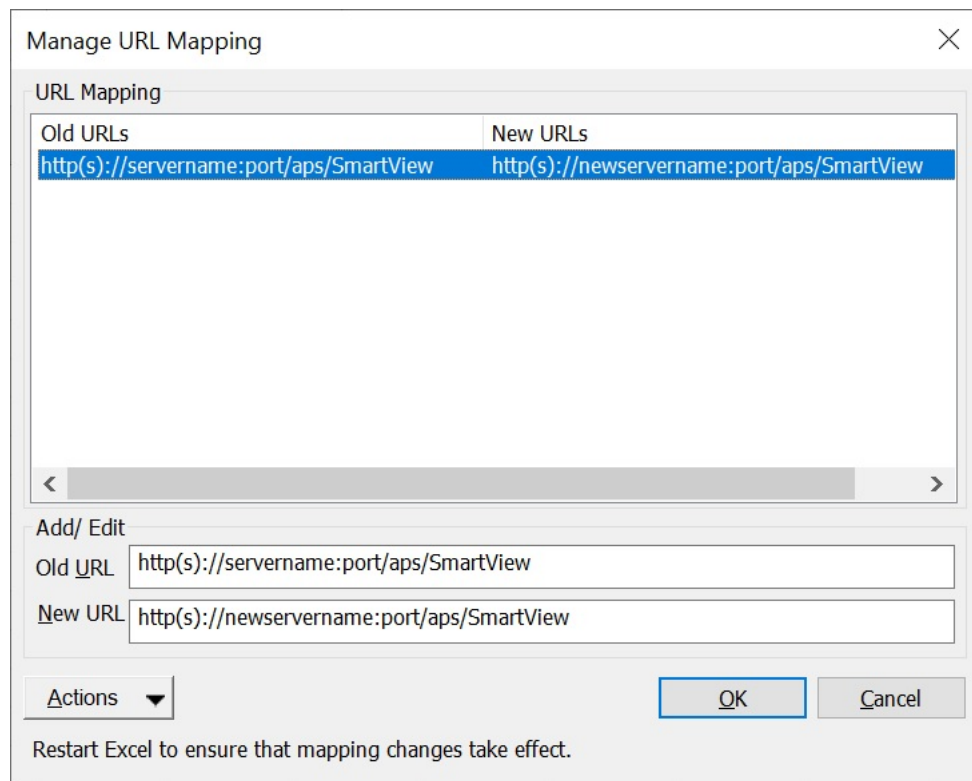 Manage URL Mapping
URL Mapping
Old URLs New URLs
http(s)://servername:port/aps/SmartView http(s)://newservername:port/aps/SmartView
Add/ Edit
Old URL http(s)://servername:port/aps/SmartView
New URL http(s)://newservername:port/aps/SmartView
Actions OK Cancel
Restart Excel to ensure that mapping changes take effect.